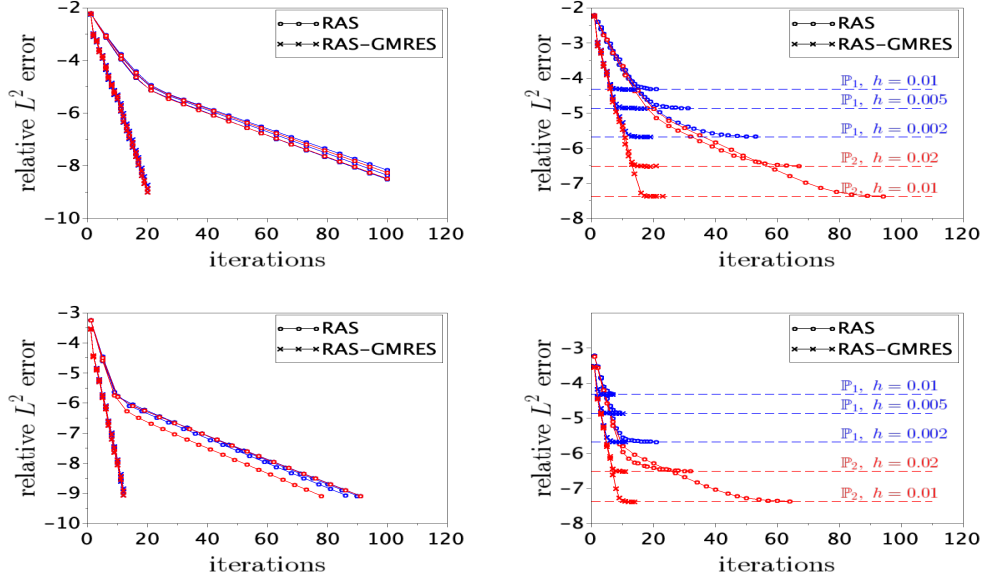 −2
−4
−6
−8
−10
0 20 40 60 80 100 120
relative L² error
iterations
RAS
RAS−GMRES
−2
−3
−4
−5
−6
−7
−8
0 20 40 60 80 100 120
relative L² error
iterations
RAS
RAS−GMRES
ℙ₁, h = 0.01
ℙ₁, h = 0.005
ℙ₁, h = 0.002
ℙ₂, h = 0.02
ℙ₂, h = 0.01
−3
−4
−5
−6
−7
−8
−9
−10
0 20 40 60 80 100 120
relative L² error
iterations
RAS
RAS−GMRES
−3
−4
−5
−6
−7
−8
0 20 40 60 80 100 120
relative L² error
iterations
RAS
RAS−GMRES
ℙ₁, h = 0.01
ℙ₁, h = 0.005
ℙ₁, h = 0.002
ℙ₂, h = 0.02
ℙ₂, h = 0.01